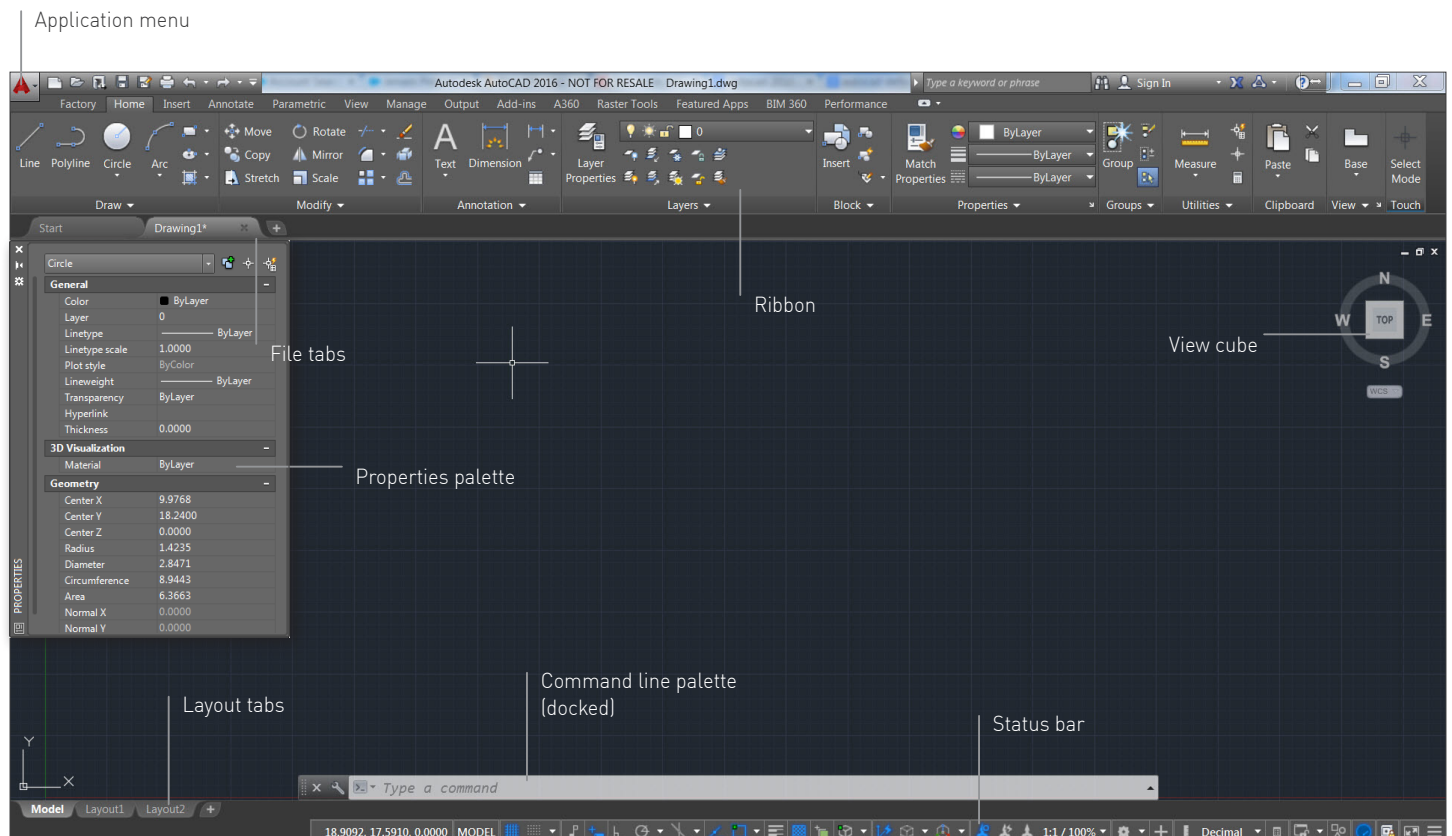 Application menu
Autodesk AutoCAD 2016 - NOT FOR RESALE Drawing1.dwg
Type a keyword or phrase
Sign In
Factory Home Insert Annotate Parametric View Manage Output Add-ins A360 Raster Tools Featured Apps BIM 360 Performance
Line Polyline Circle Arc
Move Rotate
Copy Mirror
Stretch Scale
Text Dimension
Layer Properties
0
Insert
Match Properties
ByLayer
ByLayer
ByLayer
Group
Measure
Paste
Base
Select Mode
Draw Modify Annotation Layers Block Properties Groups Utilities Clipboard View Touch
Start Drawing1*
Circle
General
Color ByLayer
Layer 0
Linetype ByLayer
Linetype scale 1.0000
Plot style ByColor
Lineweight ByLayer
Transparency ByLayer
Hyperlink
Thickness 0.0000
3D Visualization
Material ByLayer
Geometry
Center X 9.9768
Center Y 18.2400
Center Z 0.0000
Radius 1.4235
Diameter 2.8471
Circumference 8.9443
Area 6.3663
Normal X 0.0000
Normal Y 0.0000
PROPERTIES
File tabs
Ribbon
View cube
N
W TOP E
S
WCS
Properties palette
Layout tabs
Command line palette
(docked)
Status bar
Y
X
Type a command
Model Layout1 Layout2
18.9092, 17.5910, 0.0000 MODEL 1:1 / 100% Decimal